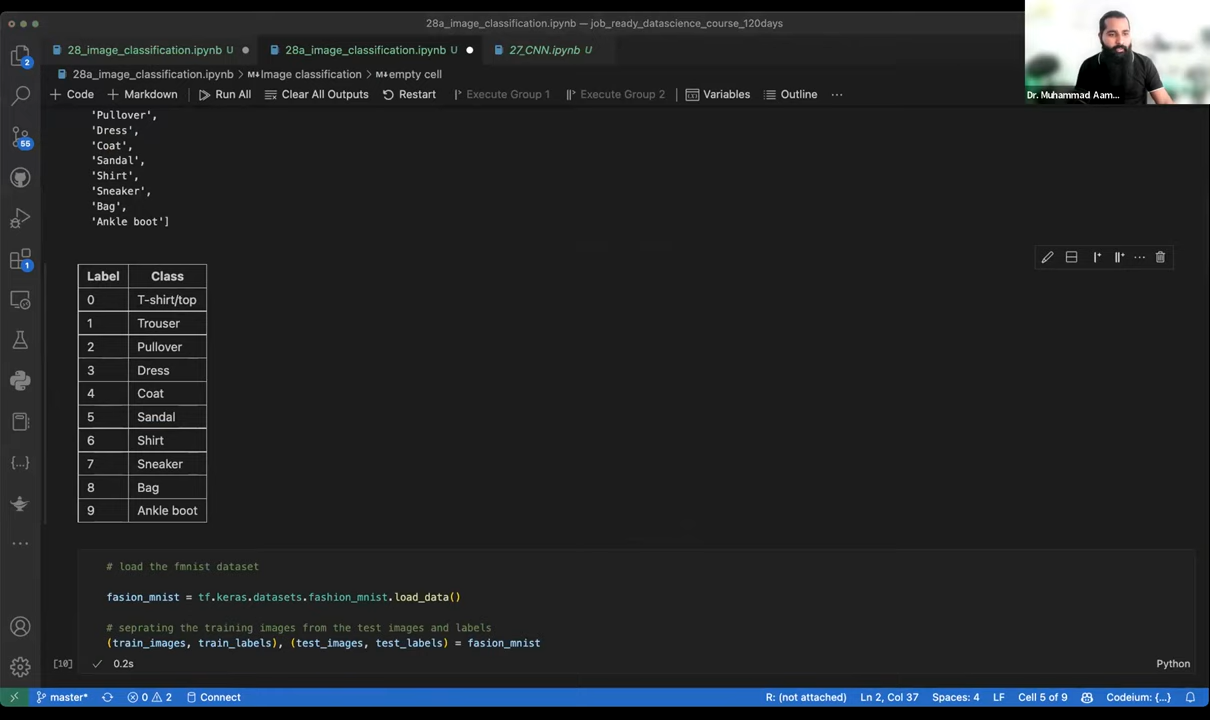 28a_image_classification.ipynb — job_ready_datascience_course_120days
28_image_classification.ipynb U
28a_image_classification.ipynb U
27_CNN.ipynb U
28a_image_classification.ipynb > M↓Image classification > M↓empty cell
+ Code + Markdown Run All Clear All Outputs Restart Execute Group 1 Execute Group 2 Variables Outline ...
Dr. Muhammad Aam...
2
55
1
'Pullover',
'Dress',
'Coat',
'Sandal',
'Shirt',
'Sneaker',
'Bag',
'Ankle boot']
Label Class
0 T-shirt/top
1 Trouser
2 Pullover
3 Dress
4 Coat
5 Sandal
6 Shirt
7 Sneaker
8 Bag
9 Ankle boot
# load the fmnist dataset
fasion_mnist = tf.keras.datasets.fashion_mnist.load_data()
# seprating the training images from the test images and labels
(train_images, train_labels), (test_images, test_labels) = fasion_mnist
[10] ✓ 0.2s Python
master* 0 2 Connect R: (not attached) Ln 2, Col 37 Spaces: 4 LF Cell 5 of 9 Codeium: {...}